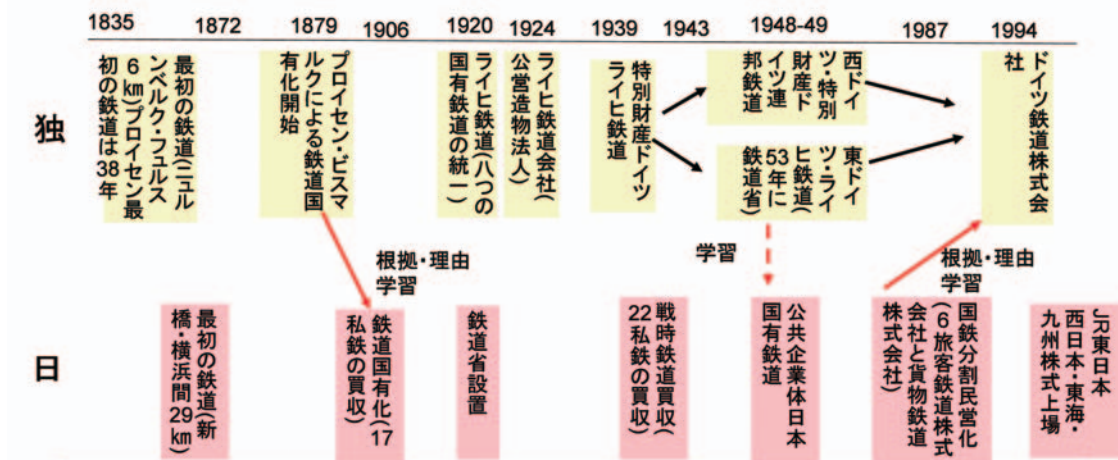 1835
1872
1879
1906
1920
1924
1939
1943
1948-49
1987
1994
独
最初の鉄道(ニュル
ンベルク・フュルス
6㎞)プロイセン最
初の鉄道は38年
プロイセン・ビスマ
ルクによる鉄道国
有化開始
ライヒ鉄道(八つの
国有鉄道の統一)
ライヒ鉄道会社(
公営造物法人)
特別財産ドイツ
ライヒ鉄道
西ドイ
ツ・特別
財産ド
イツ連
邦鉄道
東ドイ
ツ・ライ
ヒ鉄道(
53年に
鉄道省)
ドイツ鉄道株式会
社
根拠・理由
学習
学習
根拠・理由
学習
日
最初の鉄道(新
橋・横浜間29㎞)
鉄道国有化(17
私鉄の買収)
鉄道省設置
戦時鉄道買収(
22私鉄の買収)
公共企業体日本
国有鉄道
国鉄分割民営化
(6旅客鉄道株式
会社と貨物鉄道
株式会社)
JR東日本
西日本・東海・
九州株式上場